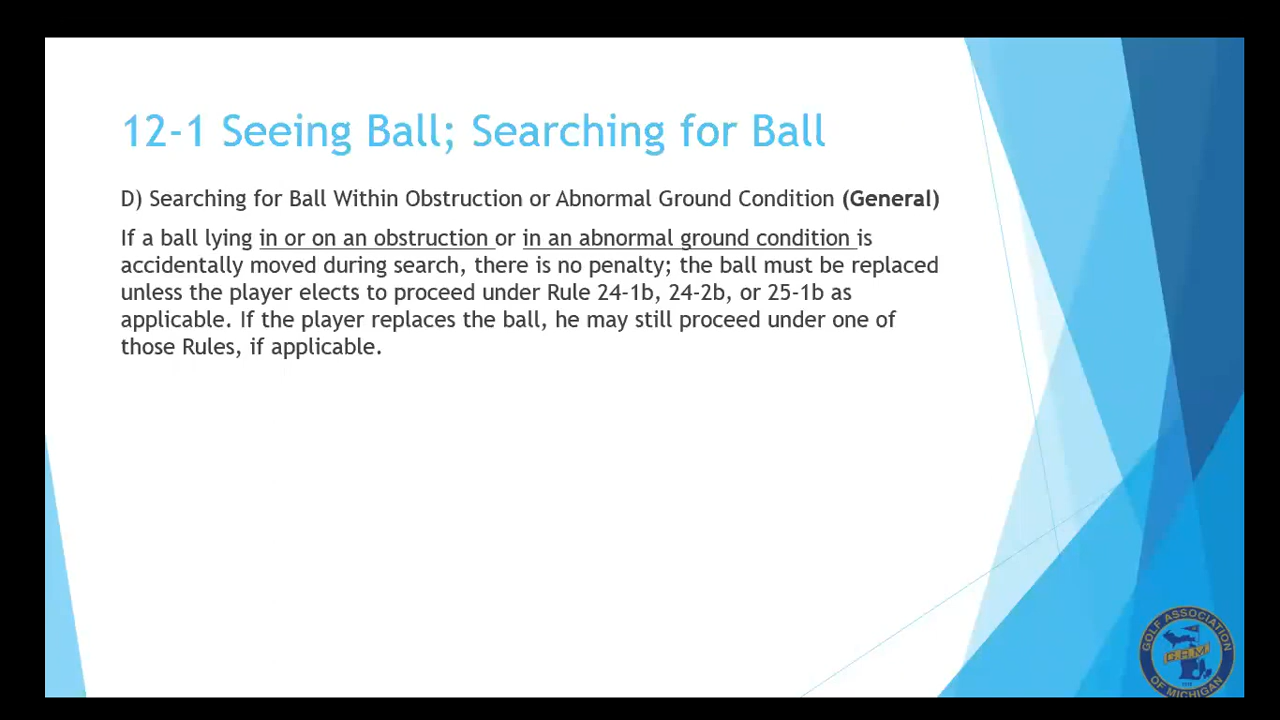 12-1 Seeing Ball; Searching for Ball
D) Searching for Ball Within Obstruction or Abnormal Ground Condition (General)
If a ball lying in or on an obstruction or in an abnormal ground condition is
accidentally moved during search, there is no penalty; the ball must be replaced
unless the player elects to proceed under Rule 24-1b, 24-2b, or 25-1b as
applicable. If the player replaces the ball, he may still proceed under one of
those Rules, if applicable.
GOLF ASSOCIATION
G.A.M
OF MICHIGAN